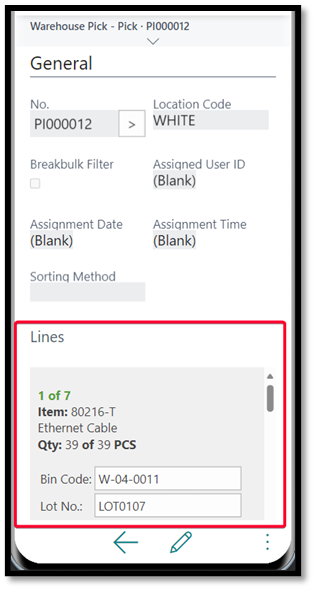 Warehouse Pick - Pick · PI000012
General
No.
Location Code
PI000012 >
WHITE
Breakbulk Filter
Assigned User ID
(Blank)
Assignment Date
Assignment Time
(Blank)
(Blank)
Sorting Method
Lines
1 of 7
Item: 80216-T
Ethernet Cable
Qty: 39 of 39 PCS
Bin Code: W-04-0011
Lot No.: LOT0107